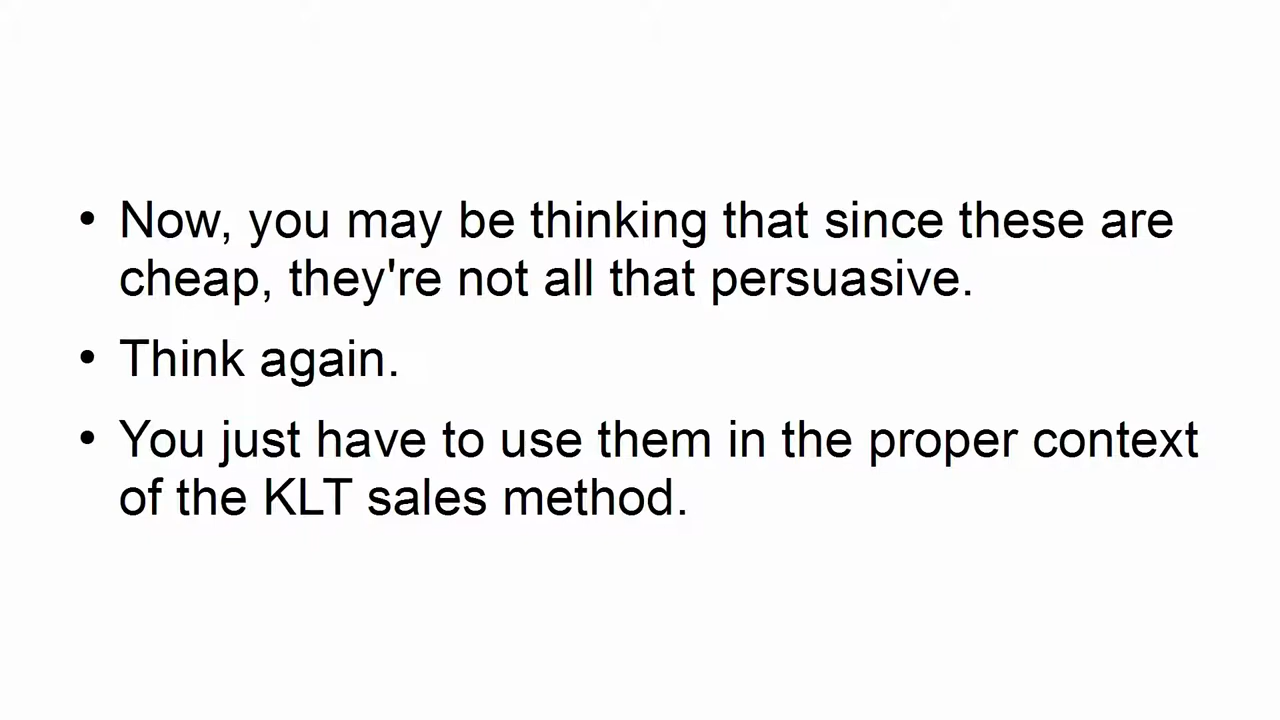 • Now, you may be thinking that since these are
cheap, they're not all that persuasive.
• Think again.
• You just have to use them in the proper context
of the KLT sales method.